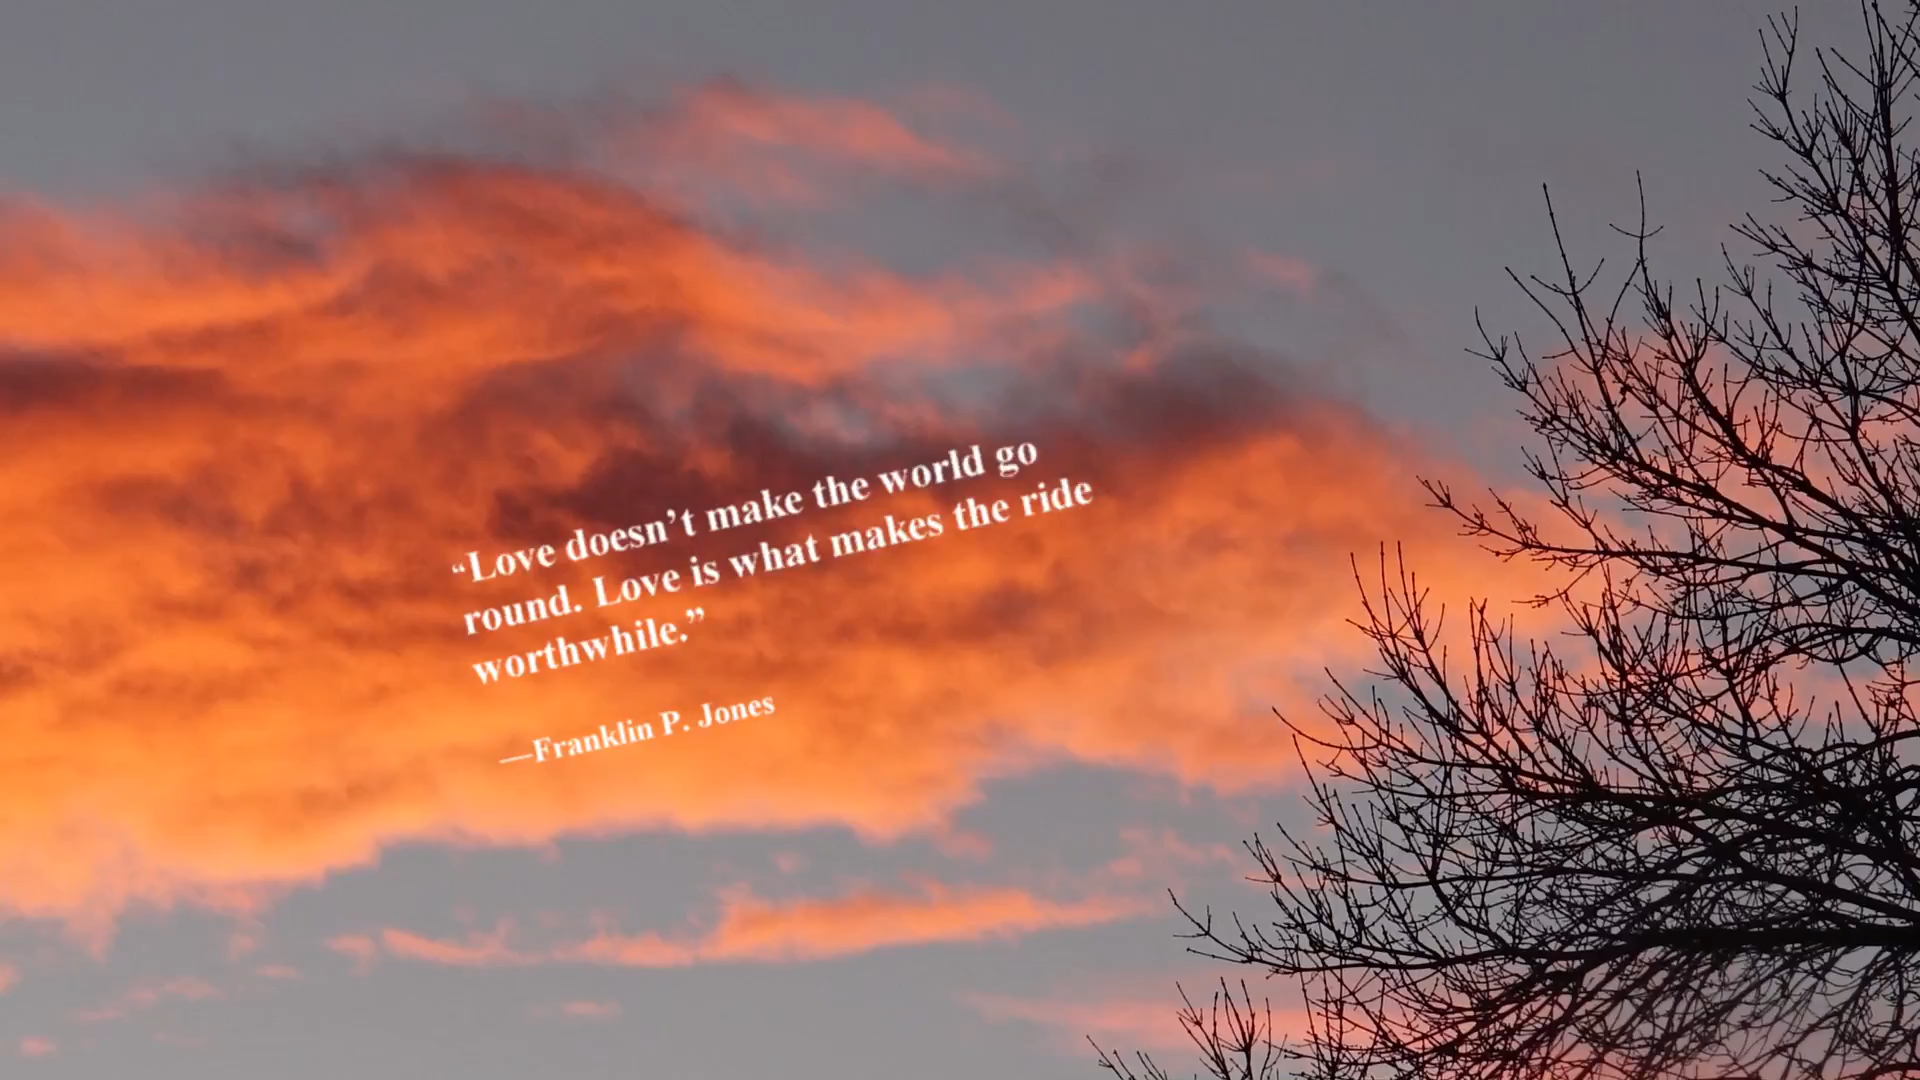 “Love doesn’t make the world go
round. Love is what makes the ride
worthwhile.”
—Franklin P. Jones